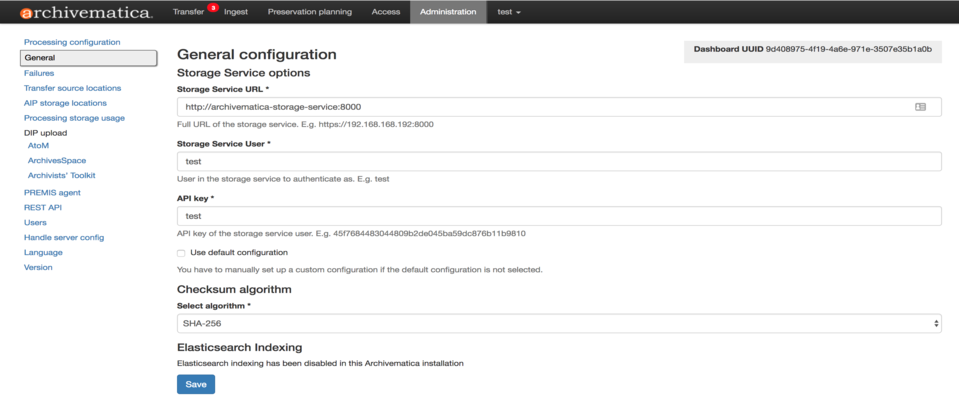 archivematica Transfer 8 Ingest Preservation planning Access Administration test
Processing configuration
General
Failures
Transfer source locations
AIP storage locations
Processing storage usage
DIP upload
AtoM
ArchivesSpace
Archivists' Toolkit
PREMIS agent
REST API
Users
Handle server config
Language
Version
General configuration
Dashboard UUID 9d408975-4f19-4a6e-971e-3507e35b1a0b
Storage Service options
Storage Service URL *
http://archivematica-storage-service:8000
Full URL of the storage service. E.g. https://192.168.168.192:8000
Storage Service User *
test
User in the storage service to authenticate as. E.g. test
API key *
test
API key of the storage service user. E.g. 45f7684483044809b2de045ba59dc876b11b9810
Use default configuration
You have to manually set up a custom configuration if the default configuration is not selected.
Checksum algorithm
Select algorithm *
SHA-256
Elasticsearch Indexing
Elasticsearch indexing has been disabled in this Archivematica installation
Save